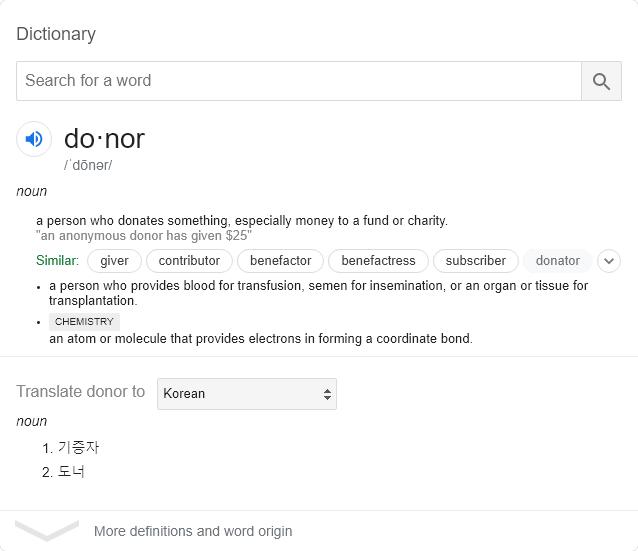 Dictionary
Search for a word
do·nor
/ˈdōnər/
noun
a person who donates something, especially money to a fund or charity.
"an anonymous donor has given $25"
Similar: giver contributor benefactor benefactress subscriber donator
• a person who provides blood for transfusion, semen for insemination, or an organ or tissue for
transplantation.
• CHEMISTRY
an atom or molecule that provides electrons in forming a coordinate bond.
Translate donor to Korean
noun
1. 기증자
2. 도너
More definitions and word origin